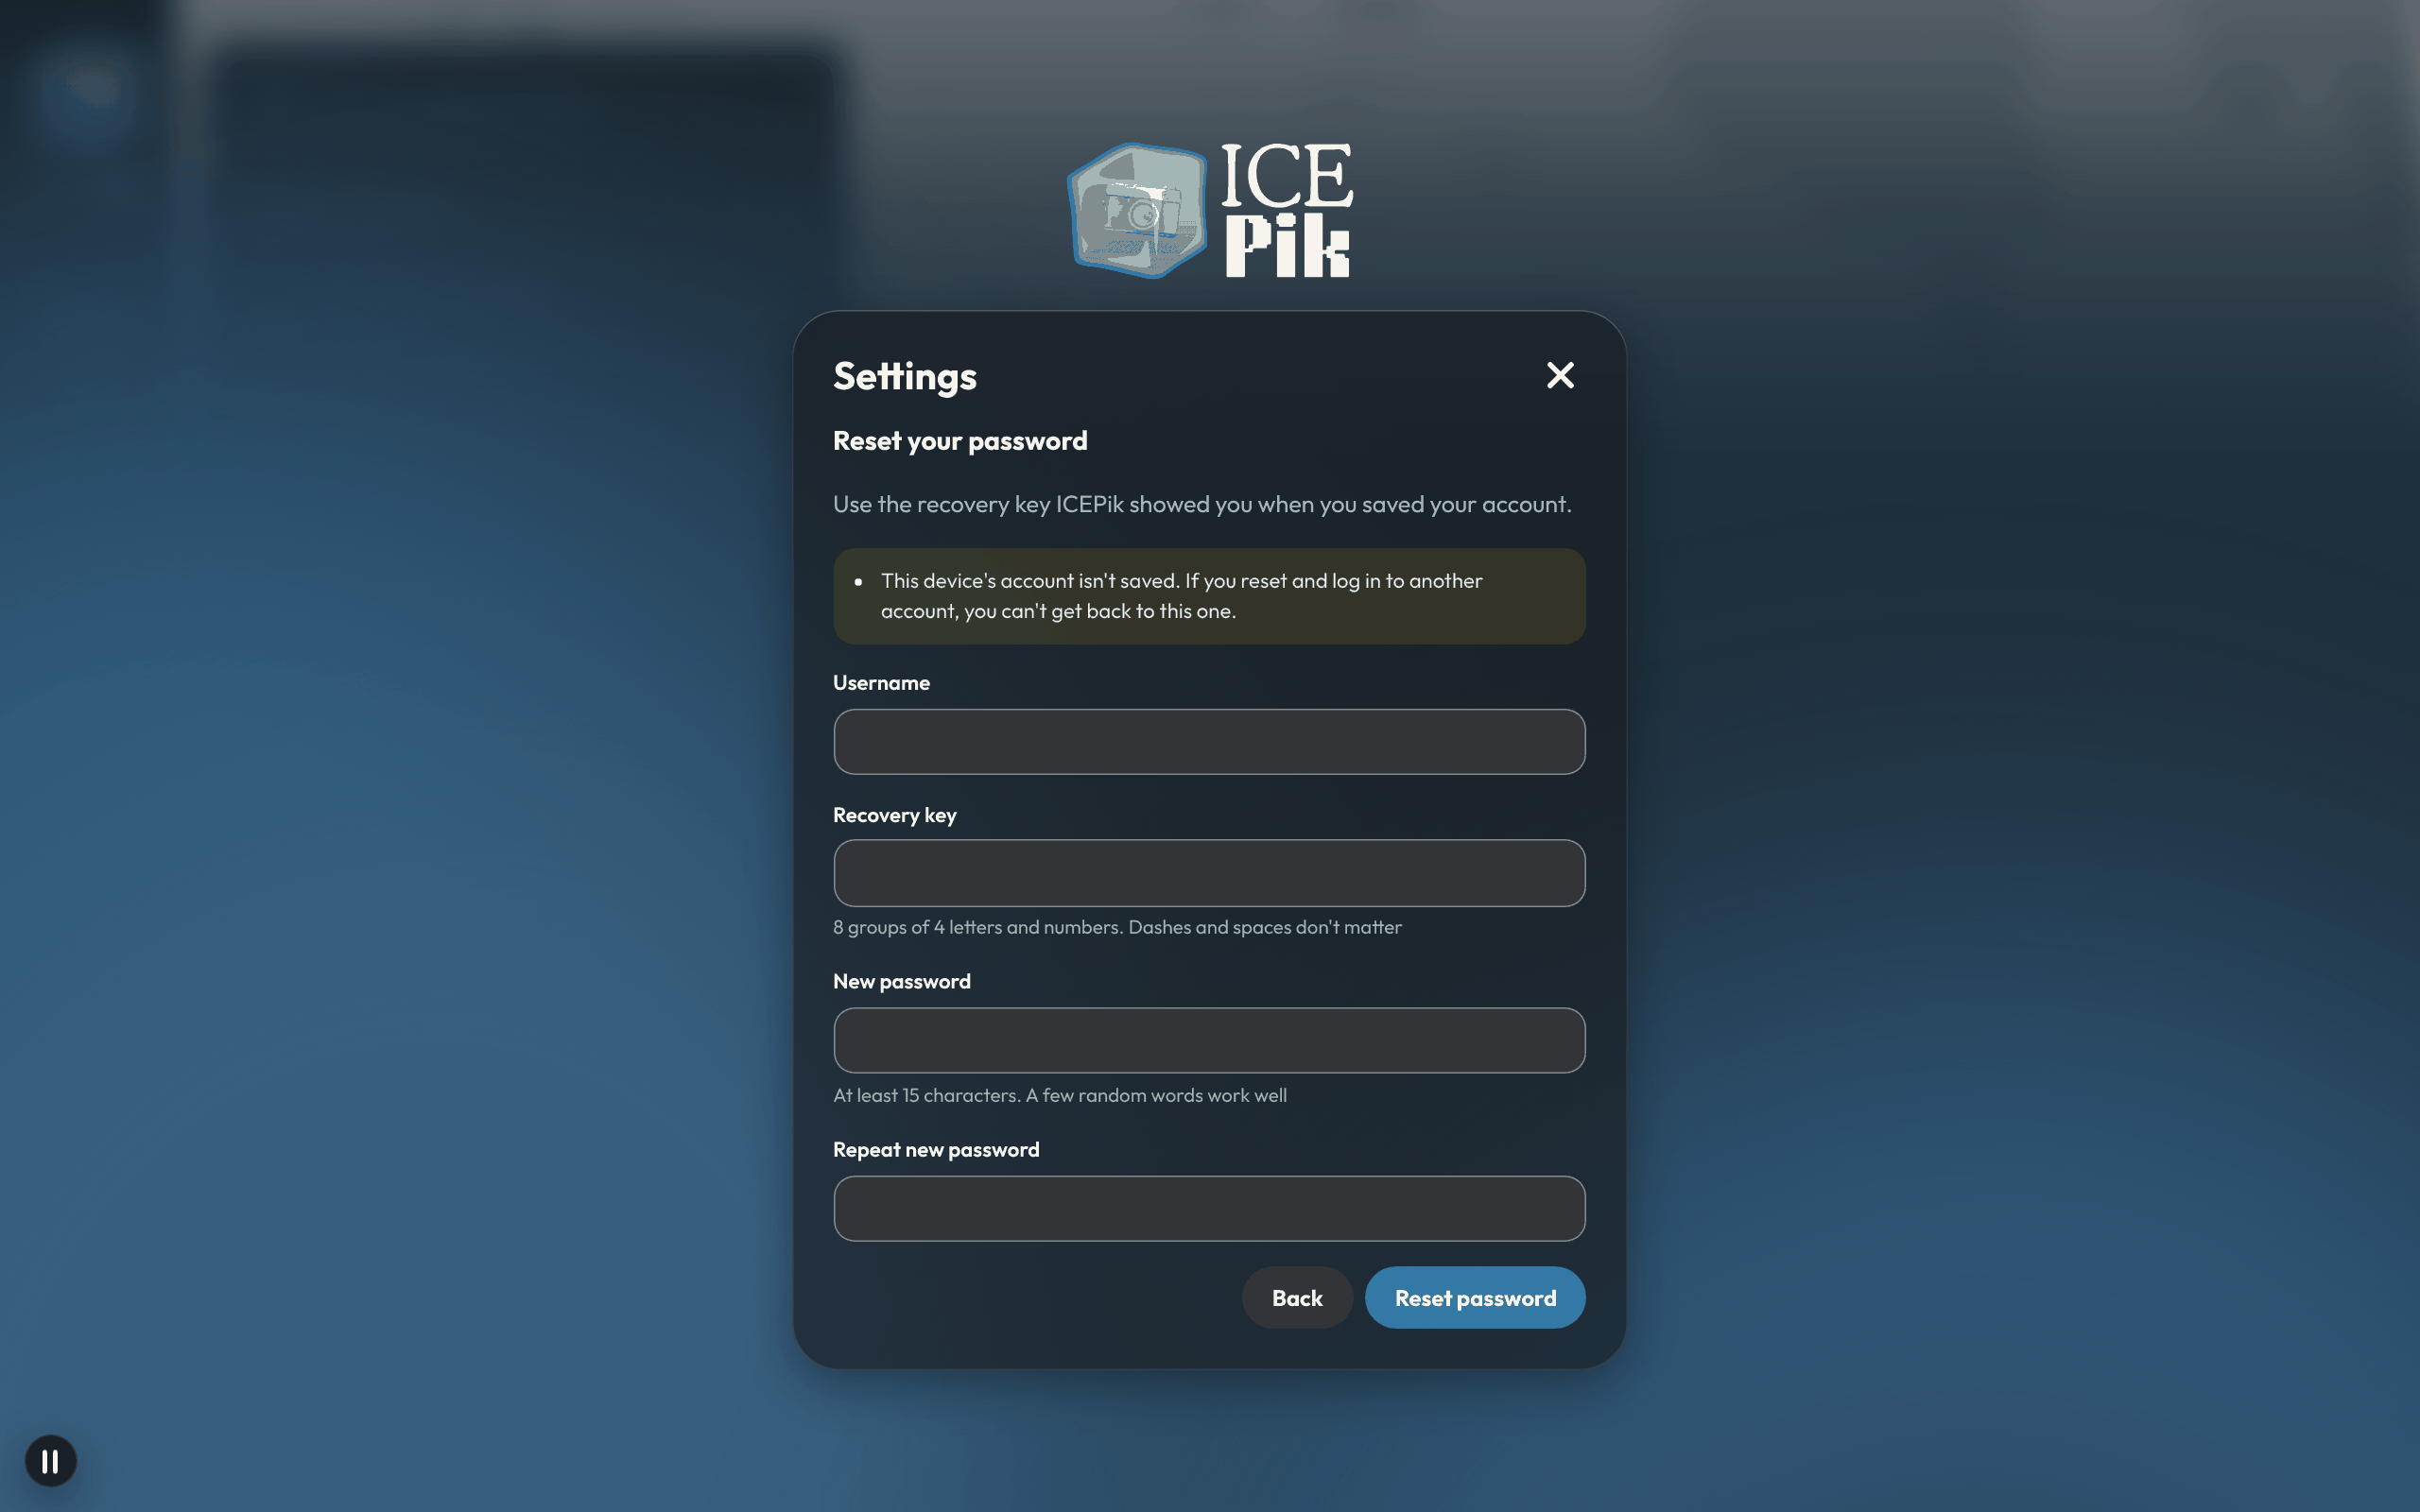 ICE
Pik
Settings
Reset your password
Use the recovery key ICEPik showed you when you saved your account.
• This device's account isn't saved. If you reset and log in to another
account, you can't get back to this one.
Username
Recovery key
8 groups of 4 letters and numbers. Dashes and spaces don't matter
New password
At least 15 characters. A few random words work well
Repeat new password
Back Reset password